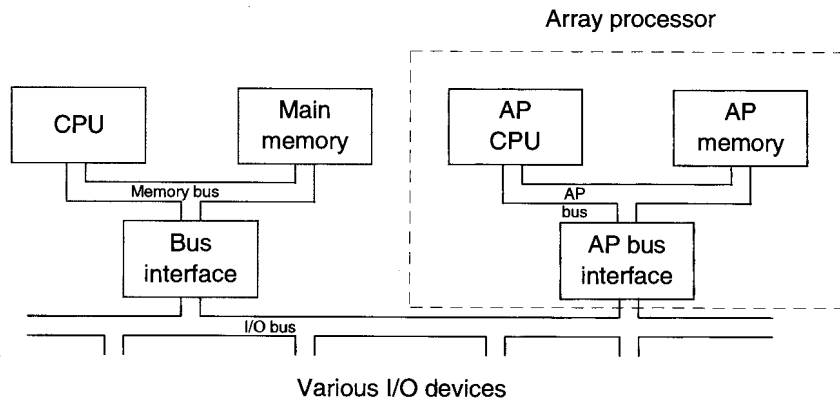 Array processor
CPU
Main
memory
AP
CPU
AP
memory
Memory bus
AP
bus
Bus
interface
AP bus
interface
I/O bus
Various I/O devices